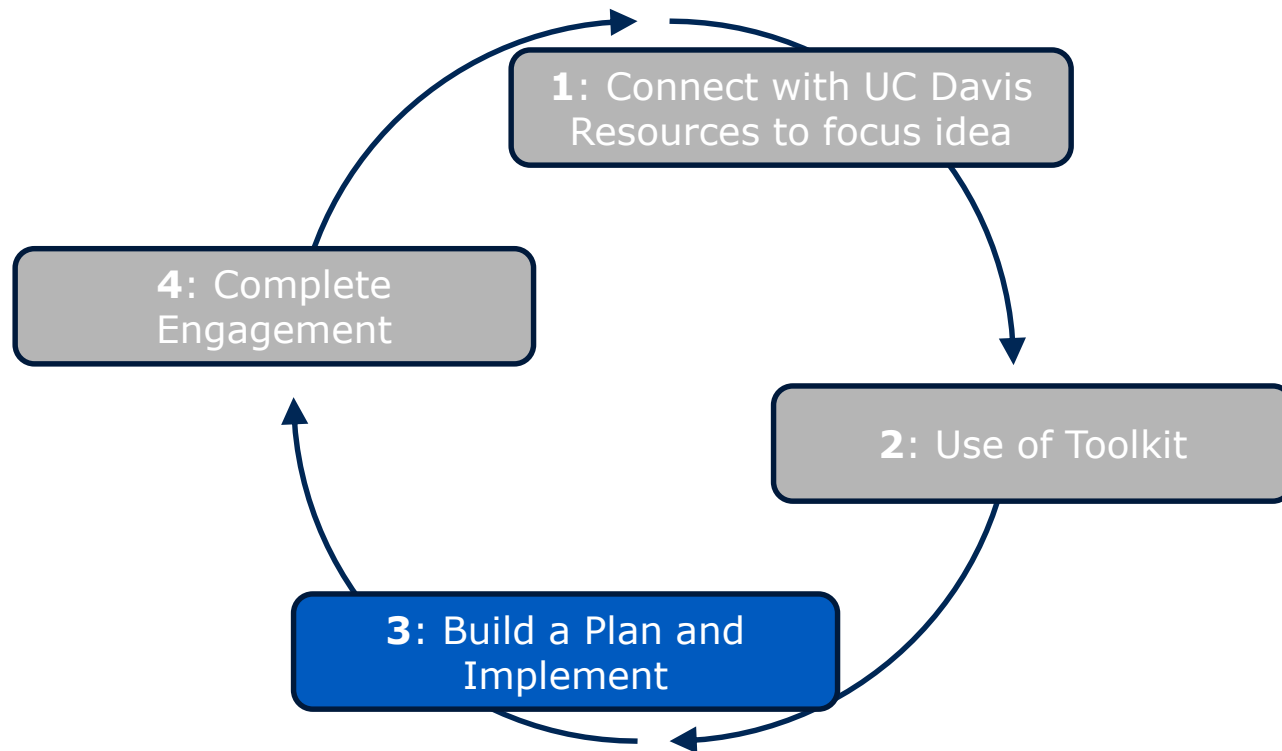 1: Connect with UC Davis
Resources to focus idea
2: Use of Toolkit
3: Build a Plan and
Implement
4: Complete
Engagement